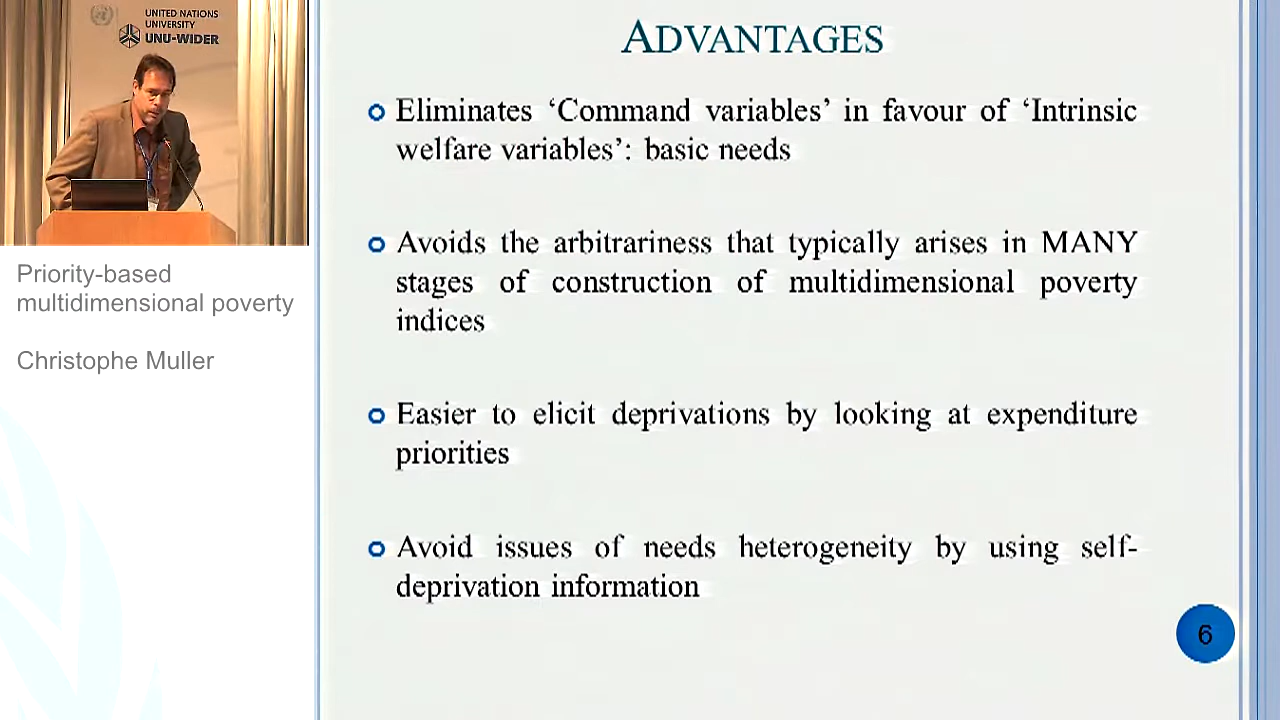 UNITED NATIONS
UNIVERSITY
UNU-WIDER
Priority-based
multidimensional poverty
Christophe Muller
ADVANTAGES
Eliminates ‘Command variables’ in favour of ‘Intrinsic
welfare variables’: basic needs
Avoids the arbitrariness that typically arises in MANY
stages of construction of multidimensional poverty
indices
Easier to elicit deprivations by looking at expenditure
priorities
Avoid issues of needs heterogeneity by using self-
deprivation information
6